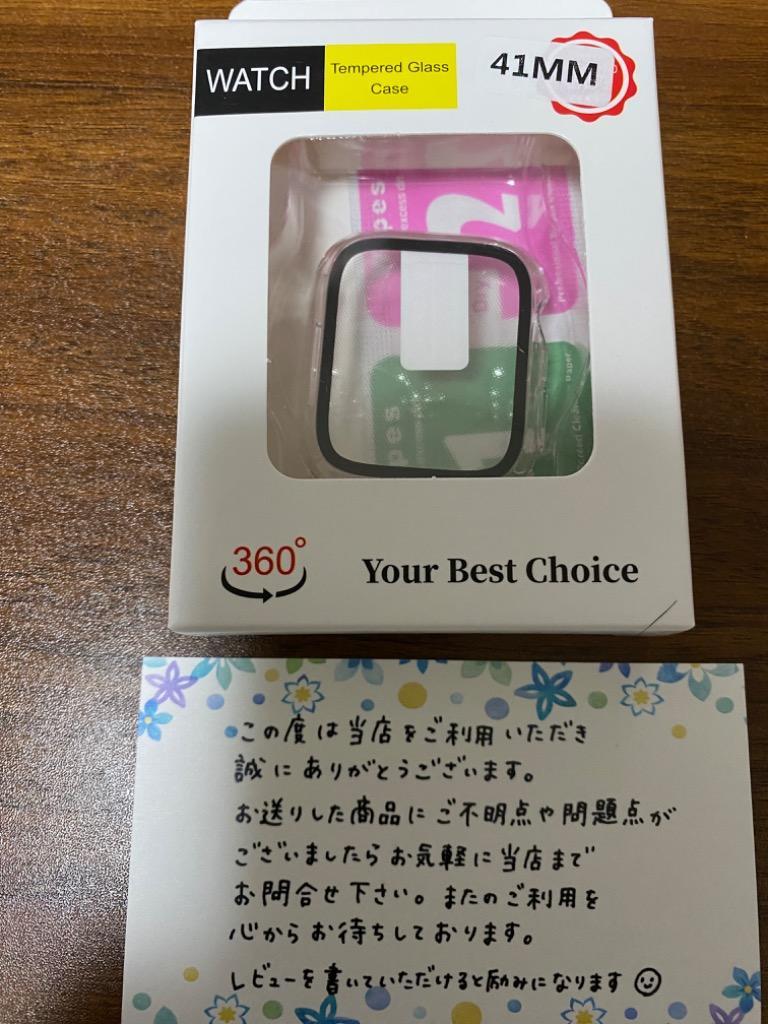 WATCH
Tempered Glass
Case
41MM
2
Dry
360°
Your Best Choice
この度は当店をご利用いただき
誠にありがとうございます。
お送りした商品にご不明点や問題点が
ございましたらお気軽に当店まで
お問合せ下さい。またのご利用を
心からお待ちしております。
レビューを書いていただけると励みになります